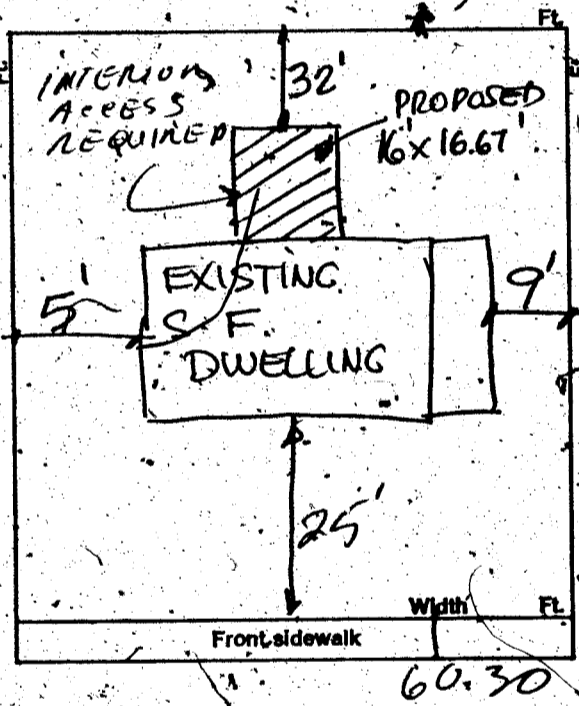 Ft.
INTERIOR
ACCESS
REQUIRED
32'
PROPOSED
16' x 16.67'
5'
EXISTING
S. F.
DWELLING
9'
25'
Width Ft.
Front sidewalk
60.30